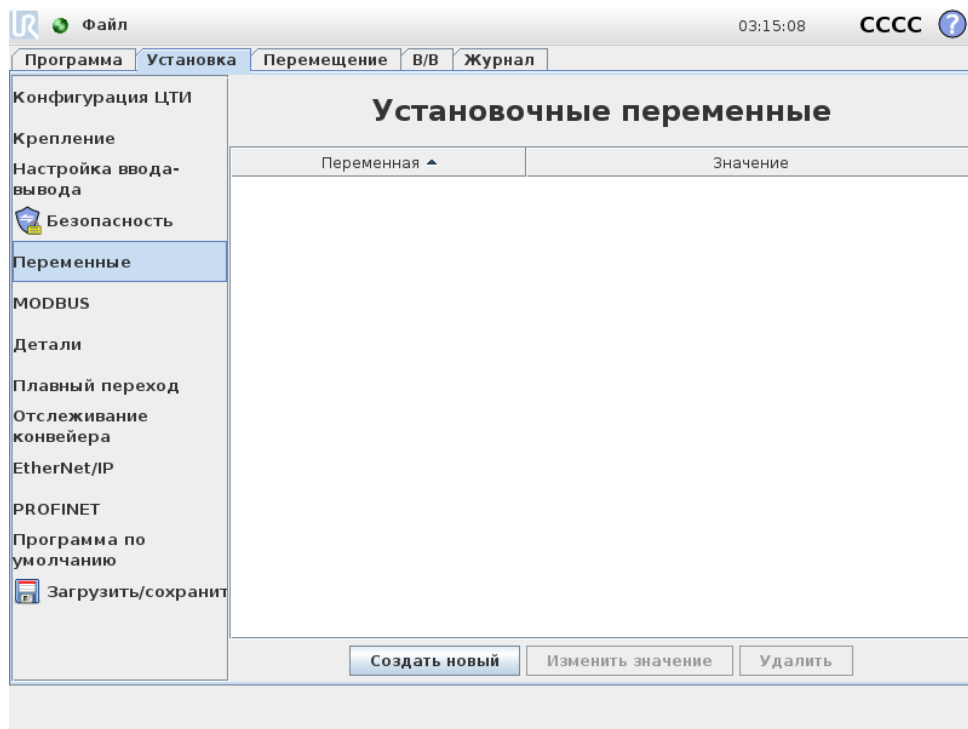 UR Файл 03:15:08 CCCC ?
Программа Установка Перемещение В/В Журнал
Конфигурация ЦТИ
Крепление
Настройка ввода-
вывода
Безопасность
Переменные
MODBUS
Детали
Плавный переход
Отслеживание
конвейера
EtherNet/IP
PROFINET
Программа по
умолчанию
Загрузить/сохранит
Установочные переменные
Переменная Значение
Создать новый Изменить значение Удалить